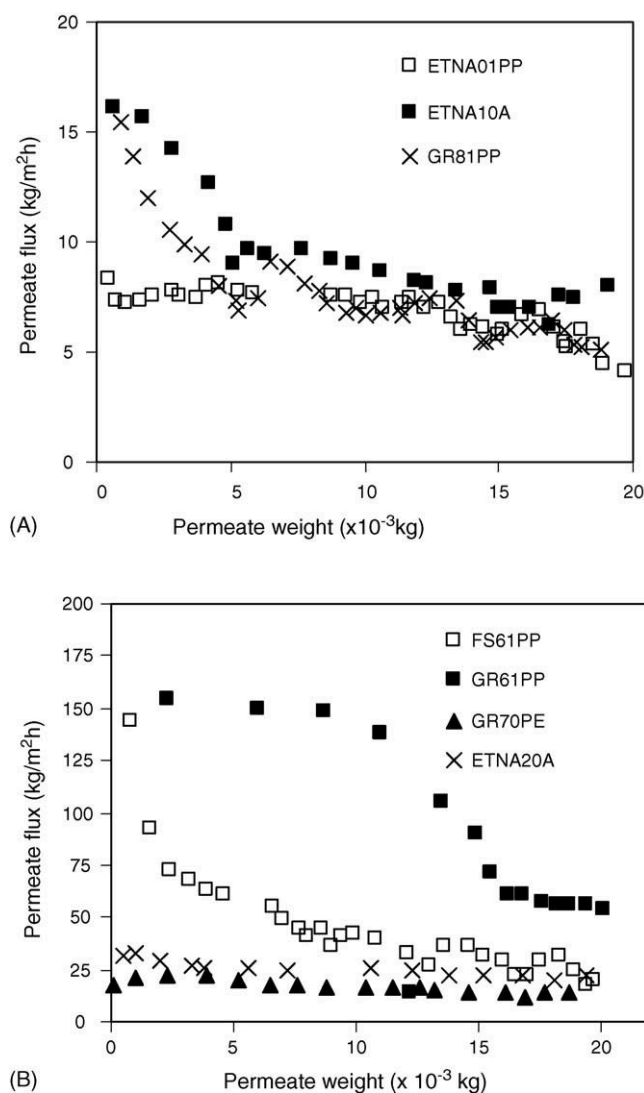 20
15
10
5
0
Permeate flux (kg/m²h)
ETNA01PP
ETNA10A
GR81PP
0 5 10 15 20
(A)
Permeate weight (x10⁻³kg)
200
175
150
125
100
75
50
25
0
Permeate flux (kg/m²h)
FS61PP
GR61PP
GR70PE
ETNA20A
0 5 10 15 20
(B)
Permeate weight (x 10⁻³ kg)